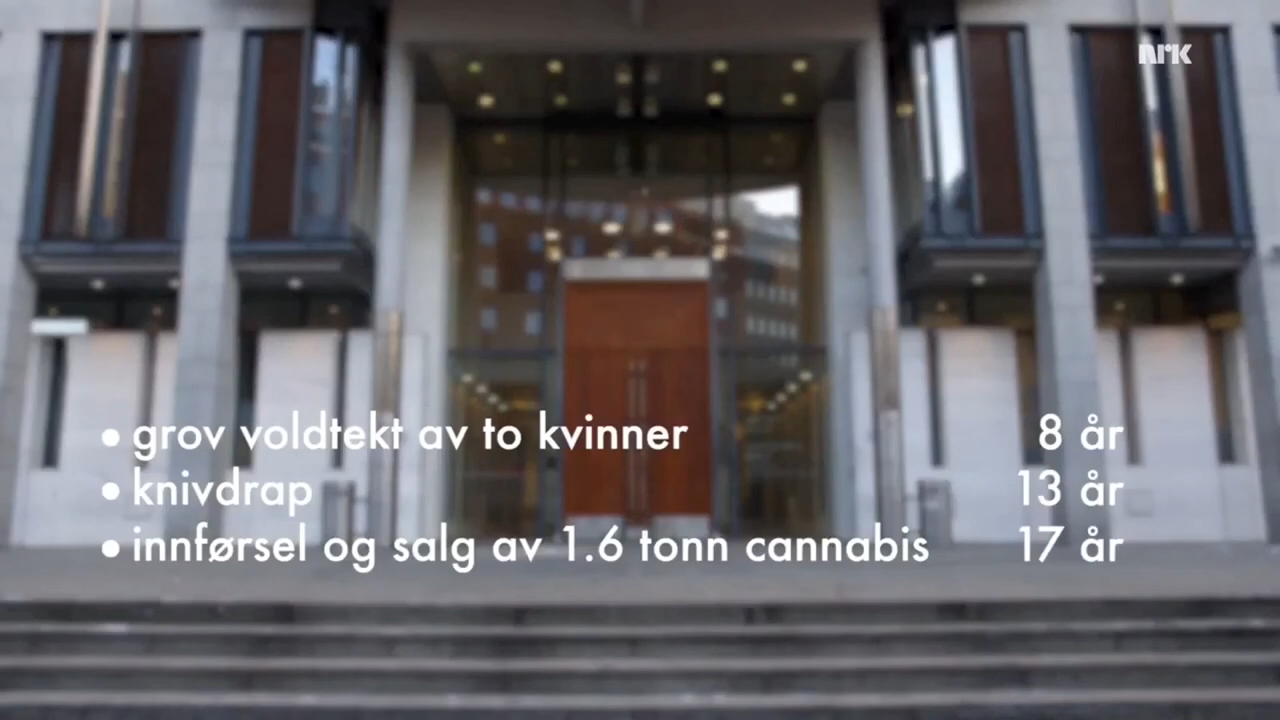 nrk
• grov voldtekt av to kvinner 8 år
• knivdrap 13 år
• innførsel og salg av 1.6 tonn cannabis 17 år